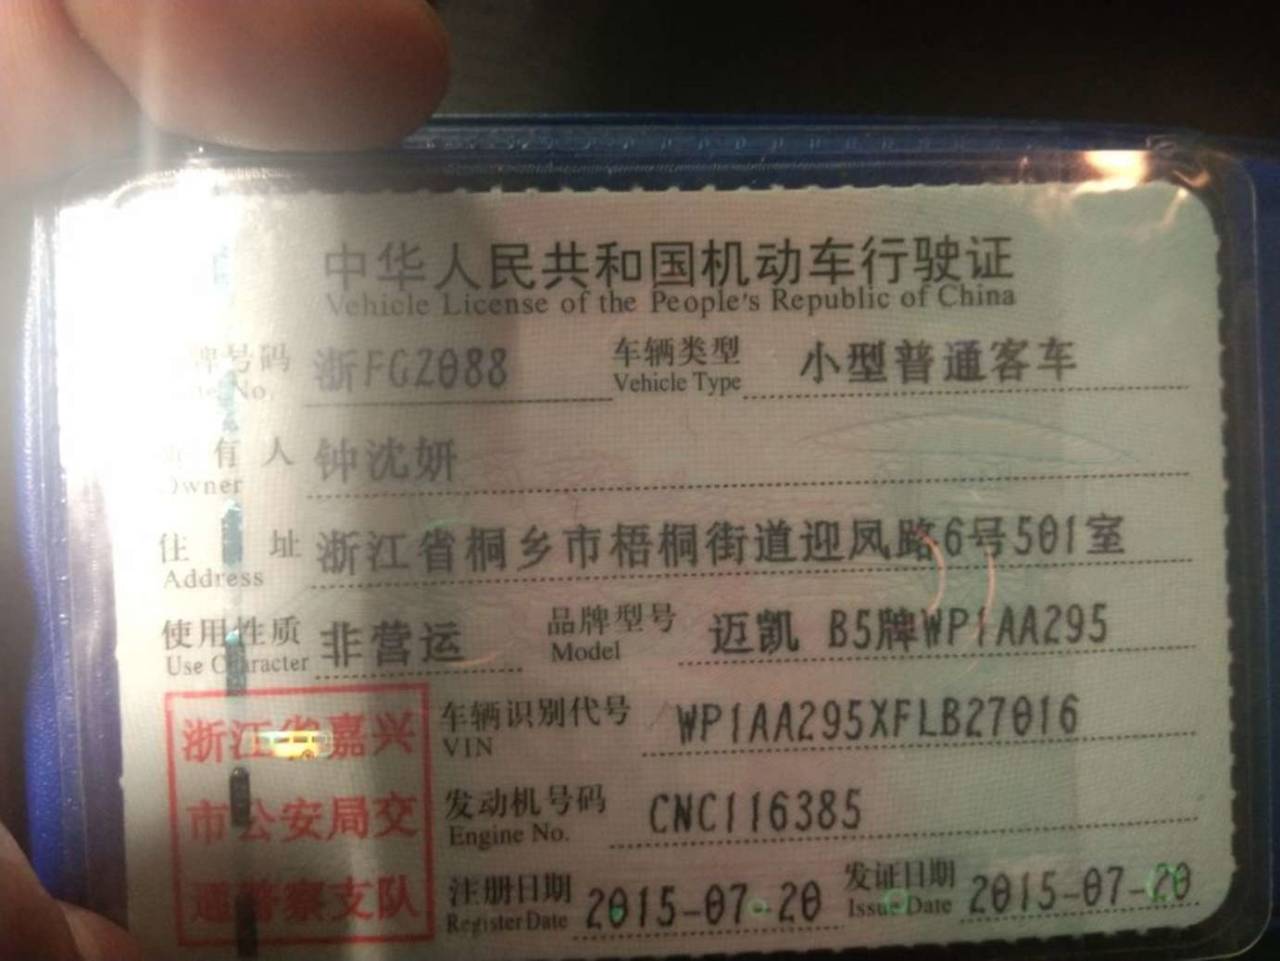 中华人民共和国机动车行驶证
Vehicle License of the People's Republic of China
牌号码 浙FGZ088 车辆类型 小型普通客车
No. Vehicle Type
有人 钟沈妍
Owner
住址 浙江省桐乡市梧桐街道迎凤路6号501室
Address
使用性质 非营运 品牌型号 迈凯 B5牌WP1AA295
Use Character Model
浙江省嘉兴
市公安局交
通警察支队
车辆识别代号 WP1AA295XFLB27016
VIN
发动机号码 CNC116385
Engine No.
注册日期 2015-07-20 发证日期 2015-07-20
Register Date Issue Date